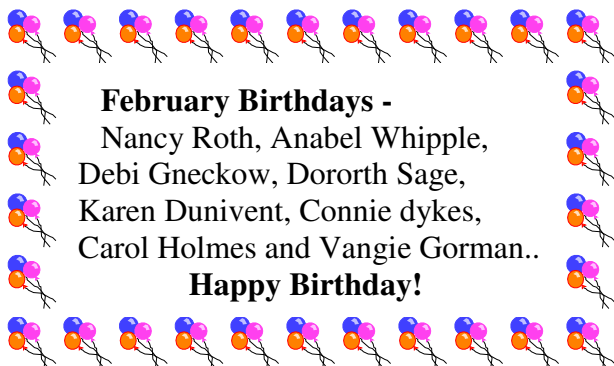 February Birthdays -
Nancy Roth, Anabel Whipple,
Debi Gneckow, Dororth Sage,
Karen Dunivent, Connie dykes,
Carol Holmes and Vangie Gorman..
Happy Birthday!